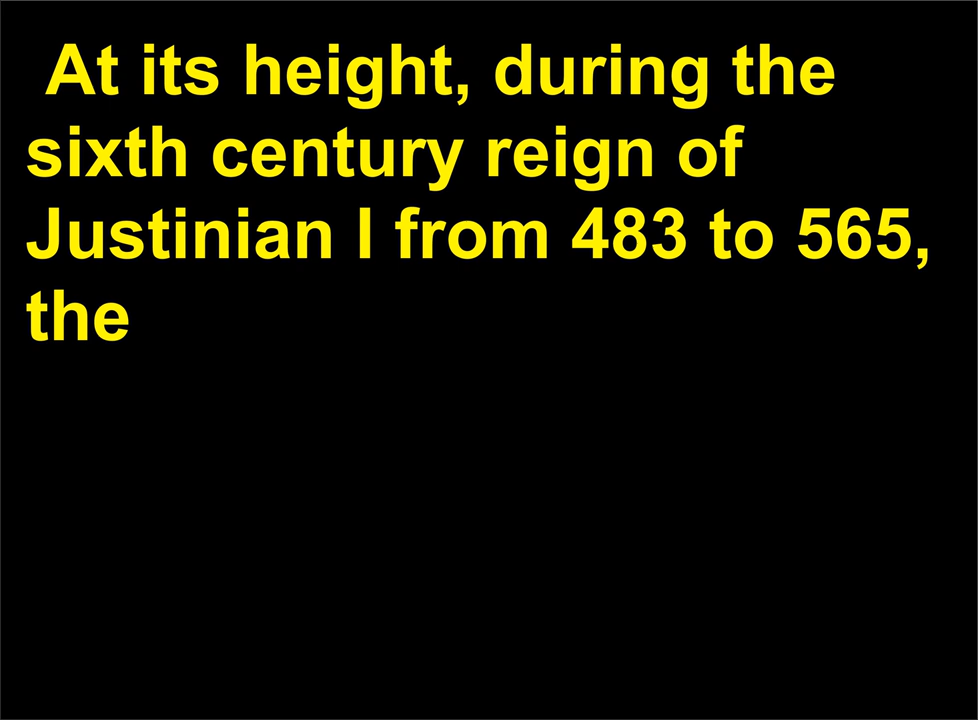 At its height, during the
sixth century reign of
Justinian I from 483 to 565,
the